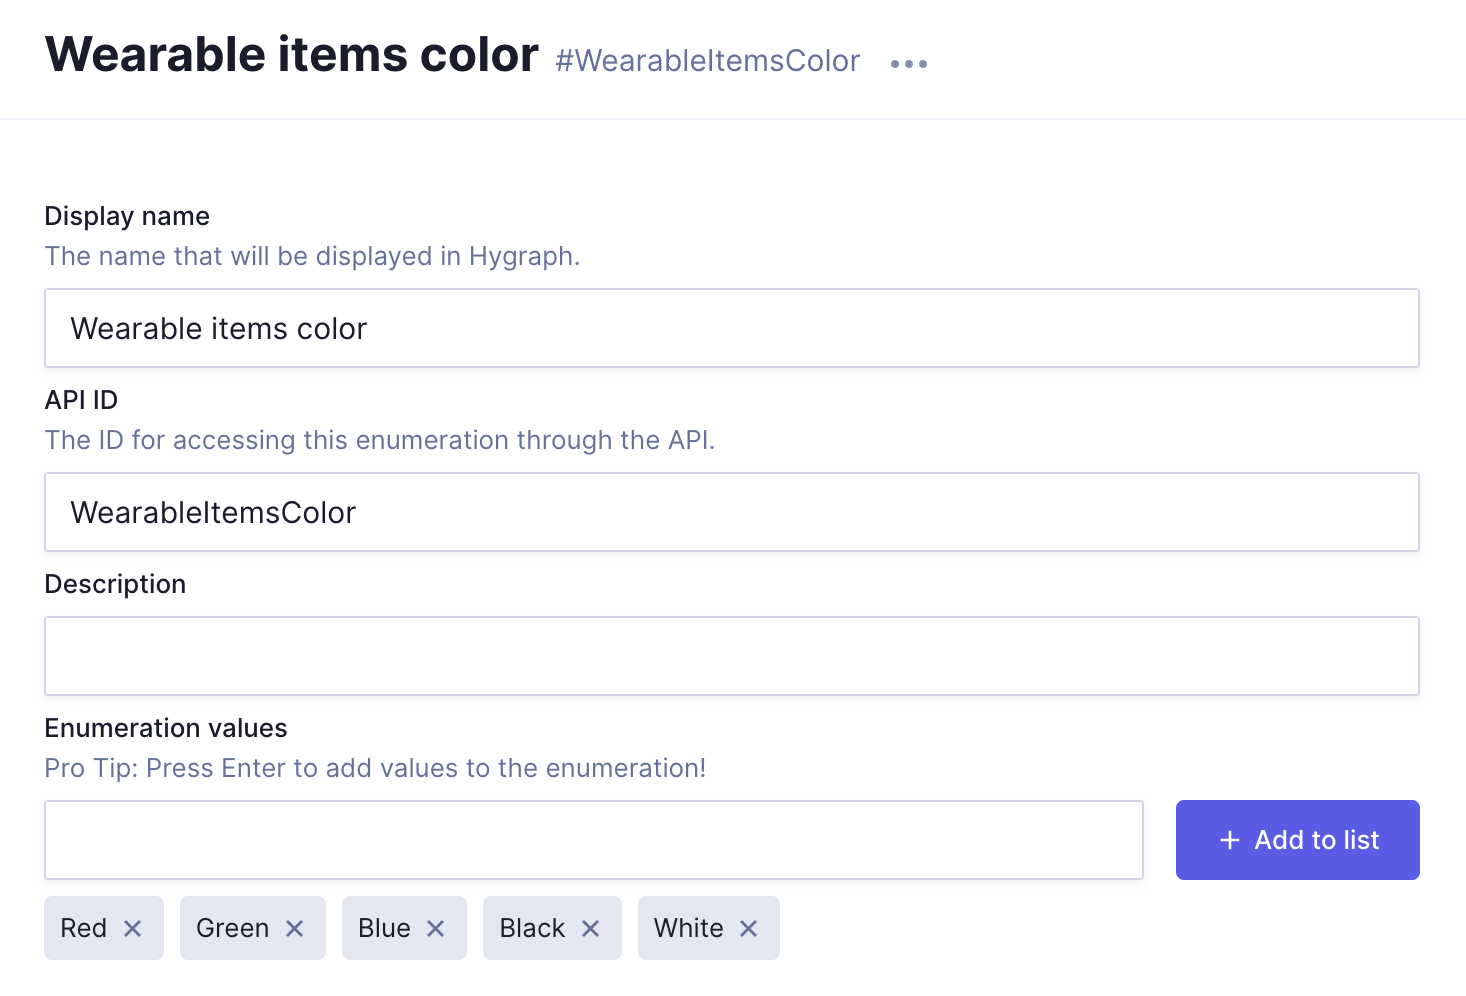 Wearable items color #WearableItemsColor
Display name
The name that will be displayed in Hygraph.
Wearable items color
API ID
The ID for accessing this enumeration through the API.
WearableItemsColor
Description
Enumeration values
Pro Tip: Press Enter to add values to the enumeration!
+ Add to list
Red Green Blue Black White